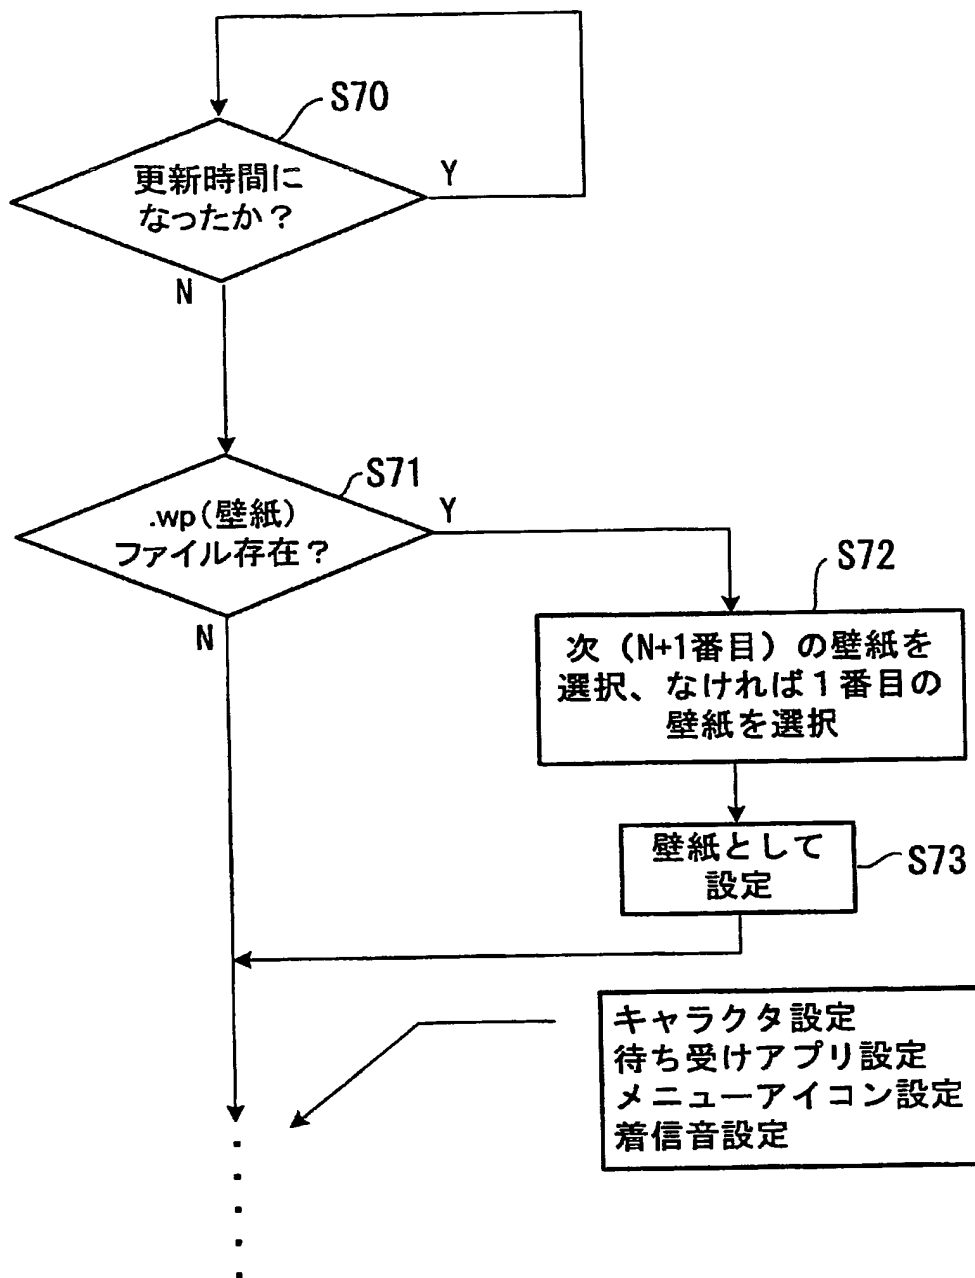 S70
更新時間に
なったか？
Y
N
S71
.wp（壁紙）
ファイル存在？
Y
N
S72
次（N+1番目）の壁紙を
選択、なければ１番目の
壁紙を選択
壁紙として
設定
S73
キャラクタ設定
待ち受けアプリ設定
メニューアイコン設定
着信音設定